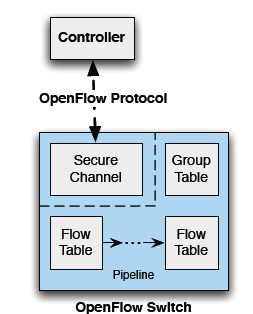 Controller
OpenFlow Protocol
Secure
Channel
Group
Table
Flow
Table
Flow
Table
Pipeline
OpenFlow Switch